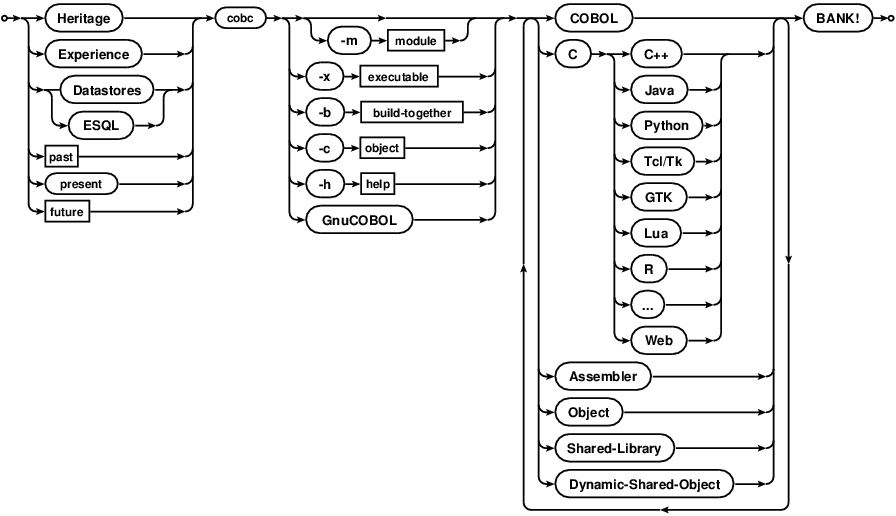 Heritage
Experience
Datastores
ESQL
past
present
future
cobc
-m module
-x executable
-b build-together
-c object
-h help
GnuCOBOL
COBOL
C
C++
Java
Python
Tcl/Tk
GTK
Lua
R
...
Web
Assembler
Object
Shared-Library
Dynamic-Shared-Object
BANK!